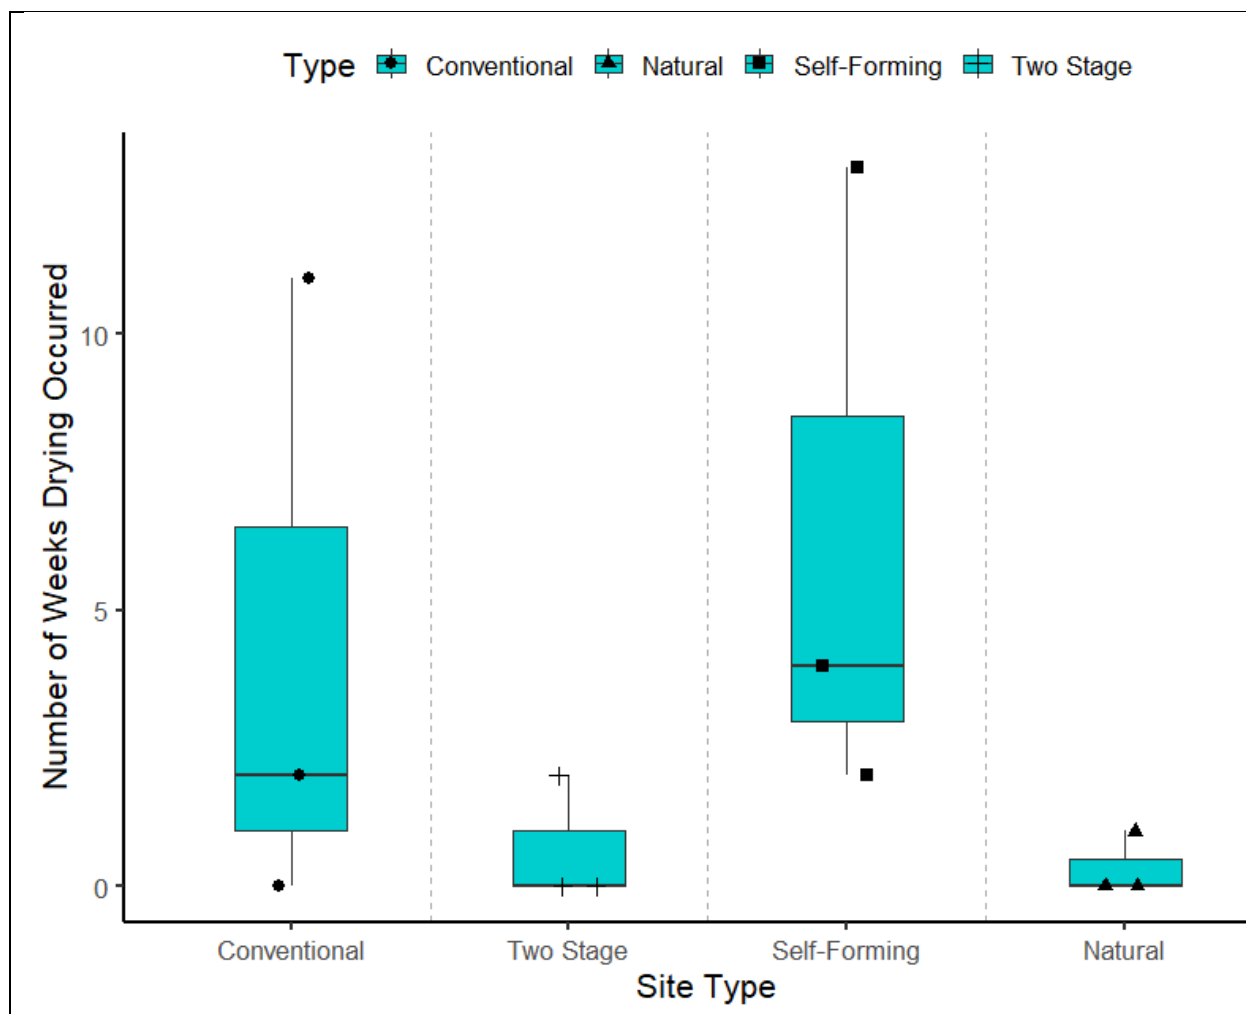 Type Conventional Natural Self-Forming Two Stage
Number of Weeks Drying Occurred
10
5
0
Conventional Two Stage Self-Forming Natural
Site Type